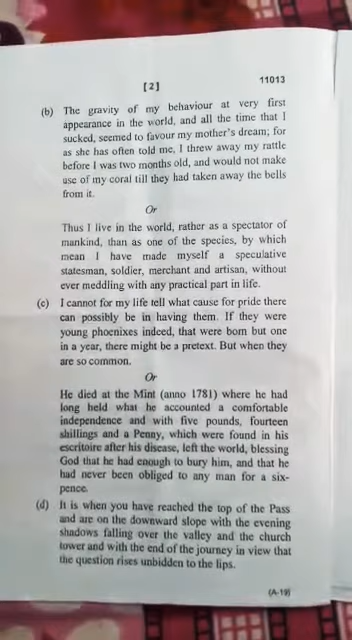 [2] 11013
(b) The gravity of my behaviour at very first
appearance in the world, and all the time that I
sucked, seemed to favour my mother's dream; for
as she has often told me, I threw away my rattle
before I was two months old, and would not make
use of my coral till they had taken away the bells
from it.
Or
Thus I live in the world, rather as a spectator of
mankind, than as one of the species, by which
mean I have made myself a speculative
statesman, soldier, merchant and artisan, without
ever meddling with any practical part in life.
(c) I cannot for my life tell what cause for pride there
can possibly be in having them. If they were
young phoenixes indeed, that were born but one
in a year, there might be a pretext. But when they
are so common.
Or
He died at the Mint (anno 1781) where he had
long held what he accounted a comfortable
independence and with five pounds, fourteen
shillings and a Penny, which were found in his
escritoire after his disease, left the world, blessing
God that he had enough to bury him, and that he
had never been obliged to any man for a six-
pence.
(d) It is when you have reached the top of the Pass
and are on the downward slope with the evening
shadows falling over the valley and the church
tower and with the end of the journey in view that
the question rises unbidden to the lips.
(A-19)